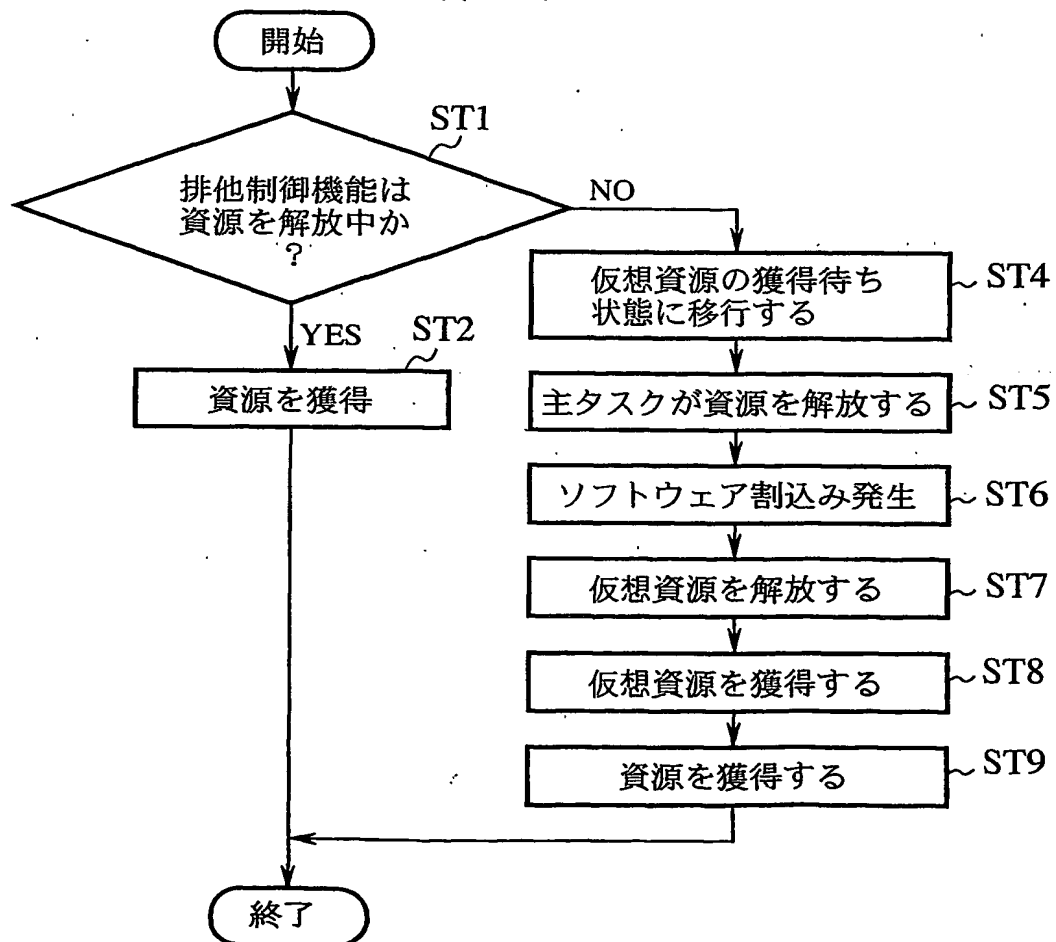 開始
ST1
排他制御機能は
資源を解放中か
?
NO
YES
ST2
資源を獲得
仮想資源の獲得待ち
状態に移行する
ST4
主タスクが資源を解放する
ST5
ソフトウェア割込み発生
ST6
仮想資源を解放する
ST7
仮想資源を獲得する
ST8
資源を獲得する
ST9
終了